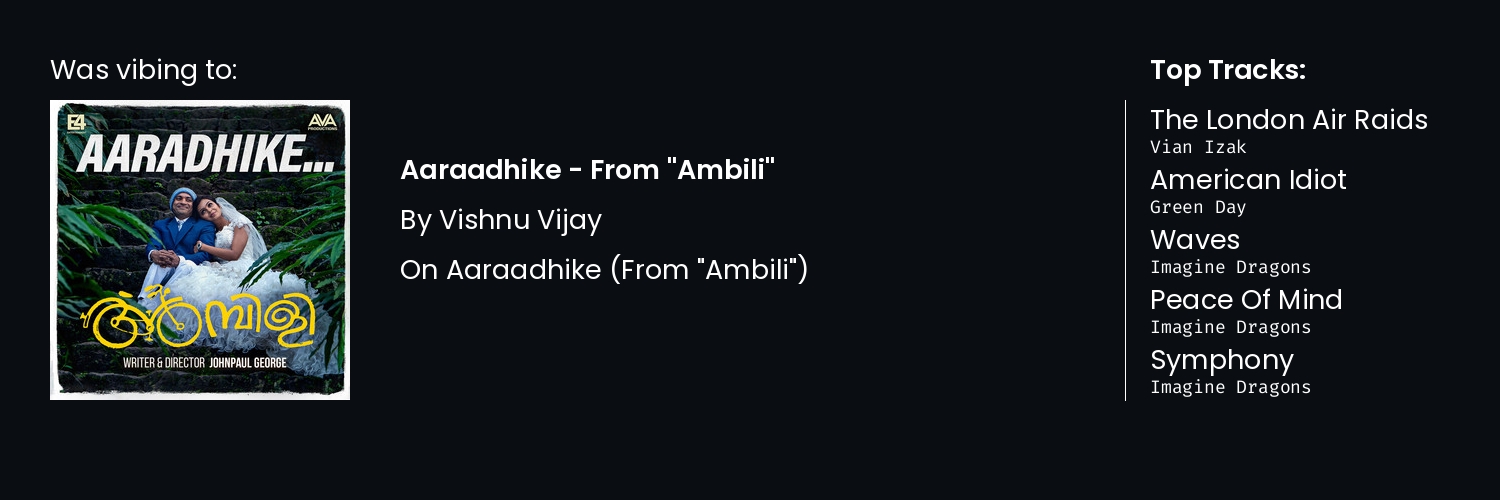 Was vibing to:
E4
AVA
PRODUCTIONS
AARADHIKE...
അമ്പിളി
WRITER & DIRECTOR JOHNPAUL GEORGE
Aaraadhike - From "Ambili"
By Vishnu Vijay
On Aaraadhike (From "Ambili")
Top Tracks:
The London Air Raids
Vian Izak
American Idiot
Green Day
Waves
Imagine Dragons
Peace Of Mind
Imagine Dragons
Symphony
Imagine Dragons